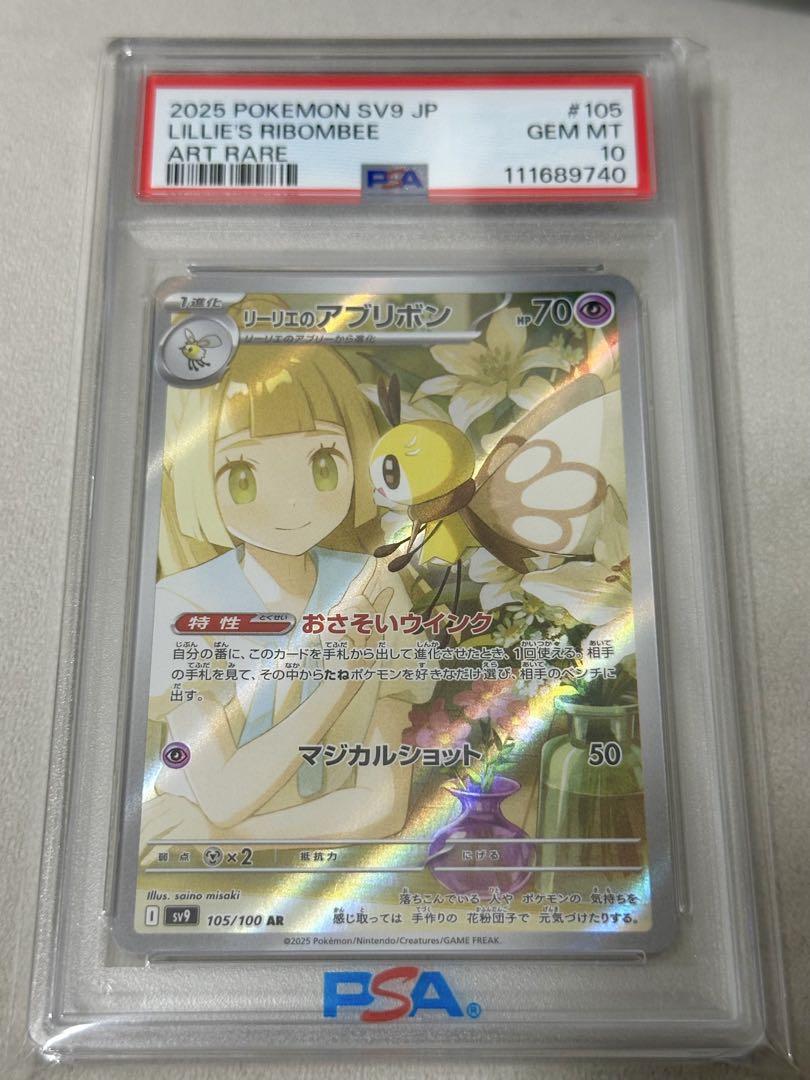 2025 POKEMON SV9 JP #105
LILLIE'S RIBOMBEE GEM MT
ART RARE 10
PSA 111689740
1進化
リーリエのアブリボン HP70
リーリエのアブリーから進化
特性 とくせい おさそいウインク
自分の番に、このカードを手札から出して進化させたとき、1回使える。相手
の手札を見て、その中からたねポケモンを好きなだけ選び、相手のベンチに
出す。
マジカルショット 50
弱点 ×2 抵抗力 にげる
Illus. saino misaki
落ちこんでいる 人や ポケモンの 気持ちを
感じ取っては 手作りの 花粉団子で 元気づけたりする。
I SV9 105/100 AR
©2025 Pokémon/Nintendo/Creatures/GAME FREAK.
PSA®